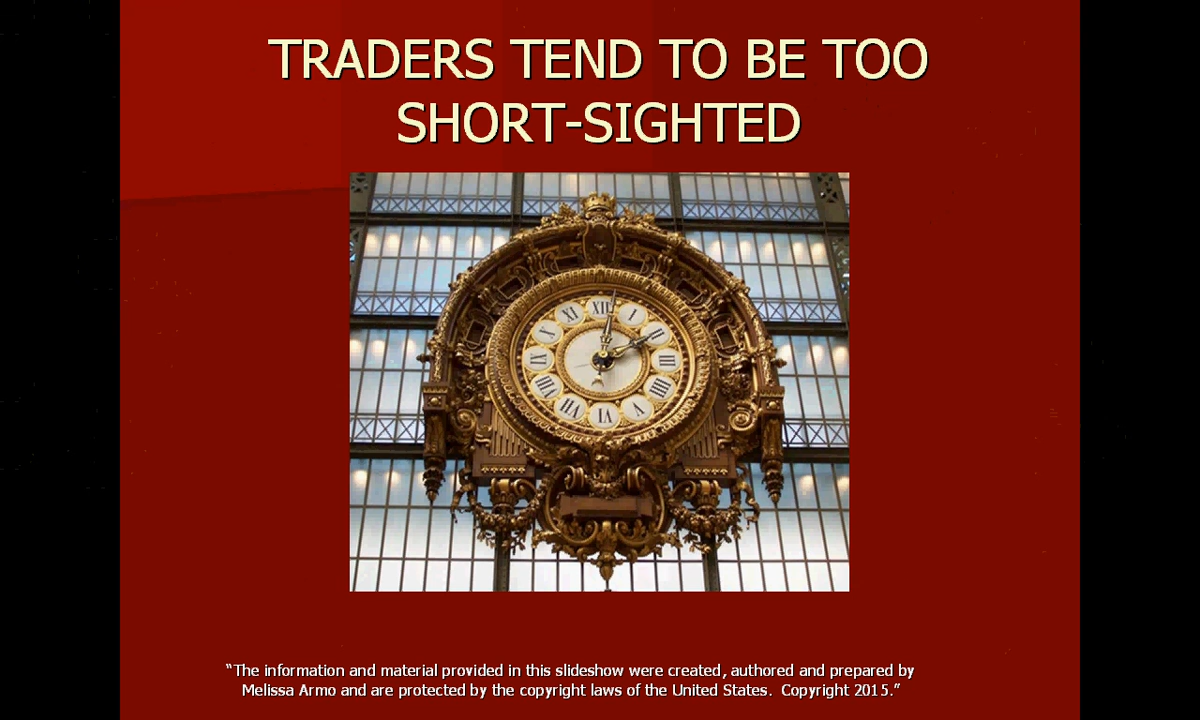 TRADERS TEND TO BE TOO
SHORT-SIGHTED
XII
I
II
III
IIII
V
VI
VII
VIII
IX
X
XI
“The information and material provided in this slideshow were created, authored and prepared by
Melissa Armo and are protected by the copyright laws of the United States.  Copyright 2015.”